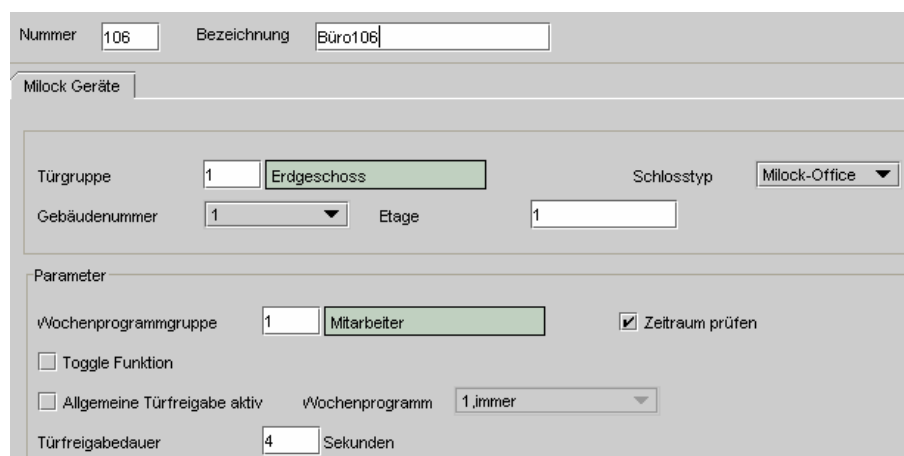 Nummer 106 Bezeichnung Büro106
Milock Geräte
Türgruppe 1 Erdgeschoss Schlosstyp Milock-Office
Gebäudenummer 1 Etage 1
Parameter
Wochenprogrammgruppe 1 Mitarbeiter Zeitraum prüfen
Toggle Funktion
Allgemeine Türfreigabe aktiv Wochenprogramm 1,immer
Türfreigabedauer 4 Sekunden